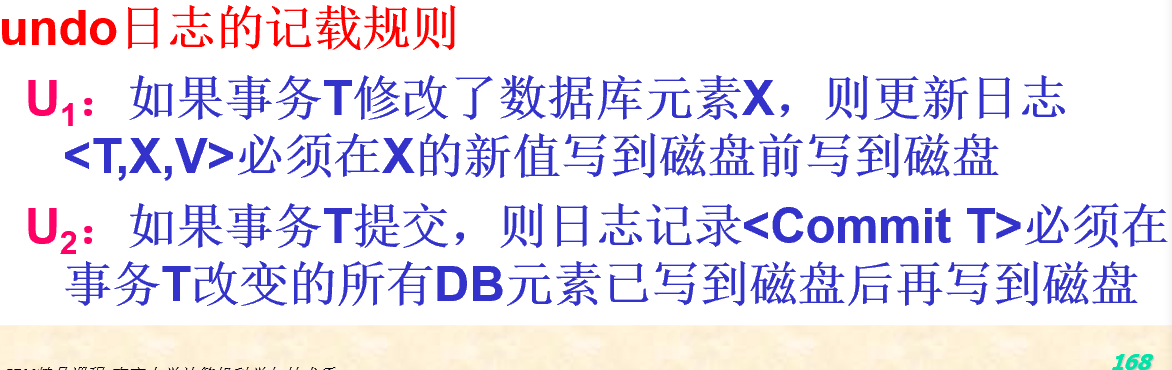 undo日志的记载规则
U1：如果事务T修改了数据库元素X，则更新日志
<T,X,V>必须在X的新值写到磁盘前写到磁盘
U2：如果事务T提交，则日志记录<Commit T>必须在
事务T改变的所有DB元素已写到磁盘后再写到磁盘
168